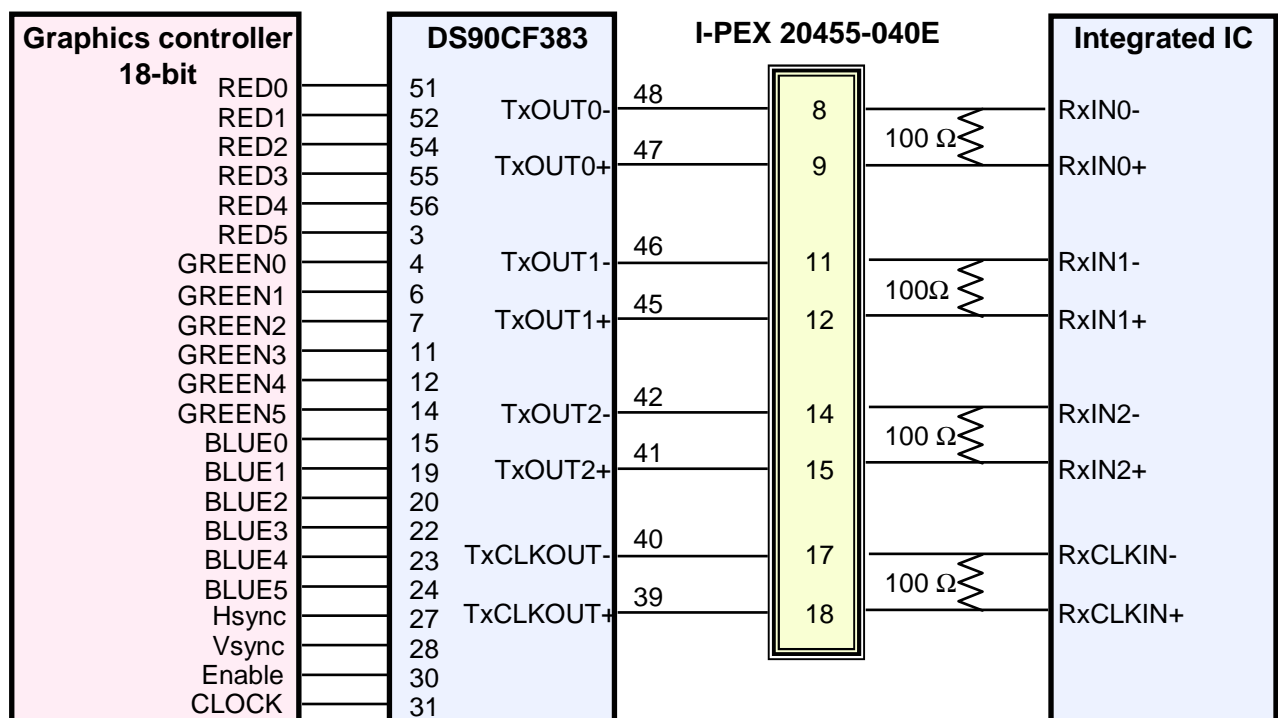 Graphics controller
18-bit
DS90CF383
I-PEX 20455-040E
Integrated IC
RED0 51
RED1 52
RED2 54
RED3 55
RED4 56
RED5 3
GREEN0 4
GREEN1 6
GREEN2 7
GREEN3 11
GREEN4 12
GREEN5 14
BLUE0 15
BLUE1 19
BLUE2 20
BLUE3 22
BLUE4 23
BLUE5 24
Hsync 27
Vsync 28
Enable 30
CLOCK 31
TxOUT0- 48 8 RxIN0-
100 Ω
TxOUT0+ 47 9 RxIN0+
TxOUT1- 46 11 RxIN1-
100Ω
TxOUT1+ 45 12 RxIN1+
TxOUT2- 42 14 RxIN2-
100 Ω
TxOUT2+ 41 15 RxIN2+
TxCLKOUT- 40 17 RxCLKIN-
100 Ω
TxCLKOUT+ 39 18 RxCLKIN+